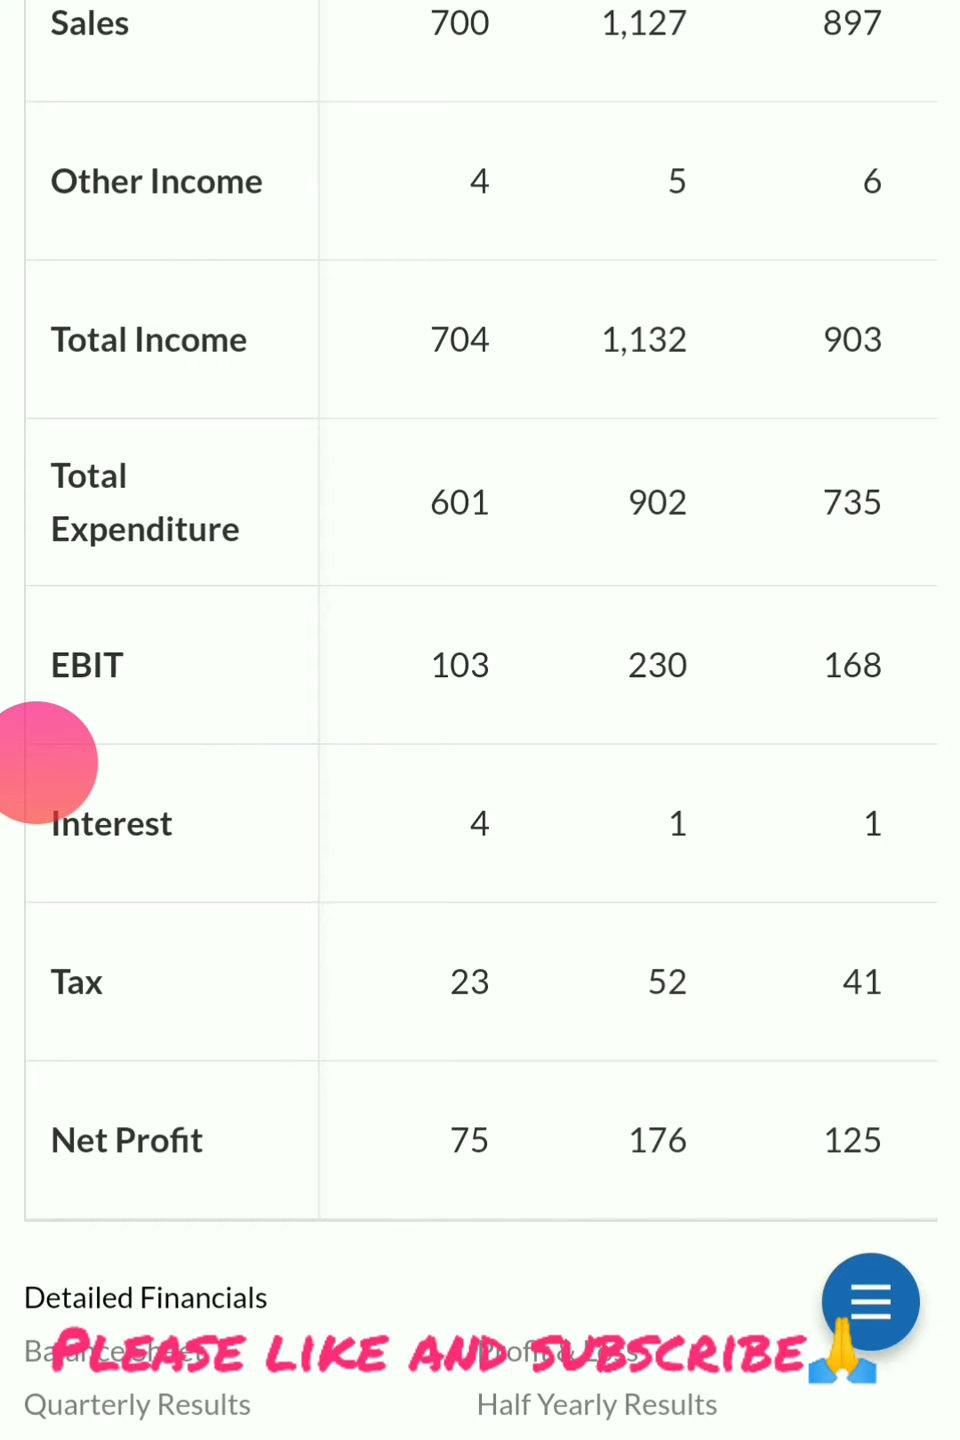 Sales 700 1,127 897
Other Income 4 5 6
Total Income 704 1,132 903
Total
Expenditure 601 902 735
EBIT 103 230 168
Interest 4 1 1
Tax 23 52 41
Net Profit 75 176 125
Detailed Financials
PLEASE LIKE AND SUBSCRIBE🙏
Quarterly Results Half Yearly Results